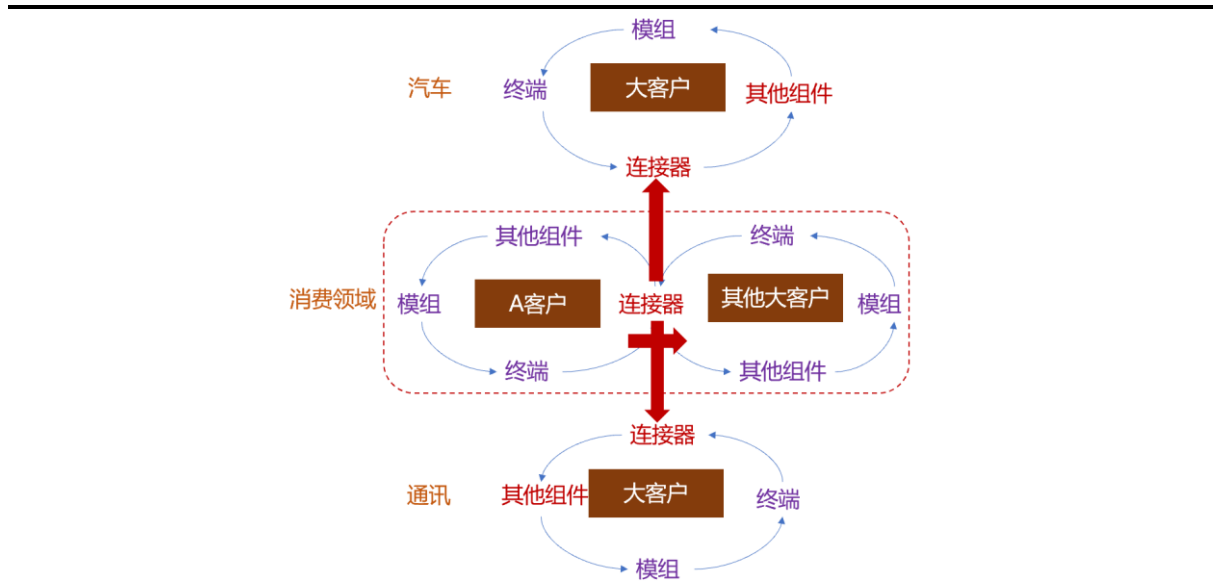 模组
汽车
终端
大客户
其他组件
连接器
其他组件
终端
消费领域
模组
A客户
连接器
其他大客户
模组
终端
其他组件
连接器
通讯
其他组件
大客户
终端
模组